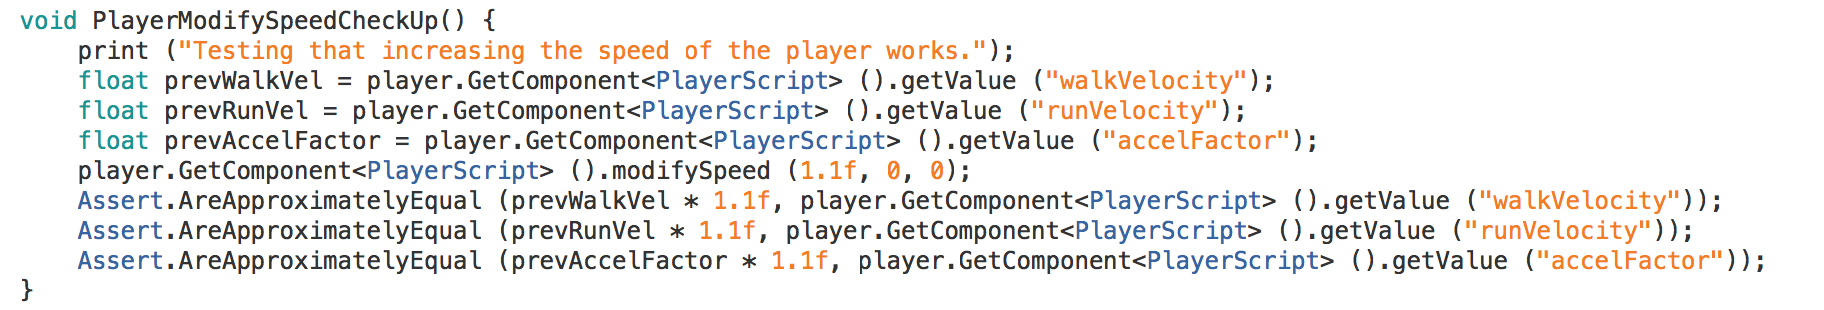 void PlayerModifySpeedCheckUp() {
    print ("Testing that increasing the speed of the player works.");
    float prevWalkVel = player.GetComponent<PlayerScript> ().getValue ("walkVelocity");
    float prevRunVel = player.GetComponent<PlayerScript> ().getValue ("runVelocity");
    float prevAccelFactor = player.GetComponent<PlayerScript> ().getValue ("accelFactor");
    player.GetComponent<PlayerScript> ().modifySpeed (1.1f, 0, 0);
    Assert.AreApproximatelyEqual (prevWalkVel * 1.1f, player.GetComponent<PlayerScript> ().getValue ("walkVelocity"));
    Assert.AreApproximatelyEqual (prevRunVel * 1.1f, player.GetComponent<PlayerScript> ().getValue ("runVelocity"));
    Assert.AreApproximatelyEqual (prevAccelFactor * 1.1f, player.GetComponent<PlayerScript> ().getValue ("accelFactor"));
}